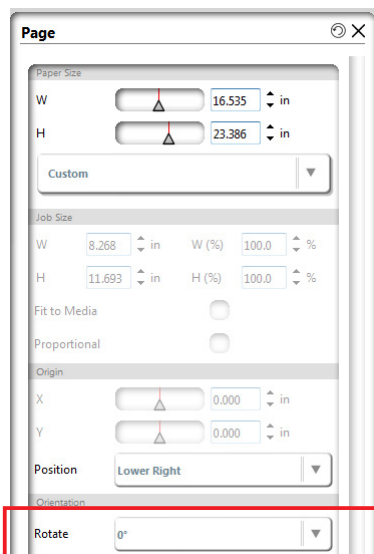 Page
Paper Size
W 16.535 in
H 23.386 in
Custom
Job Size
W 8.268 in W (%) 100.0 %
H 11.693 in H (%) 100.0 %
Fit to Media
Proportional
Origin
X 0.000 in
Y 0.000 in
Position Lower Right
Orientation
Rotate 0°